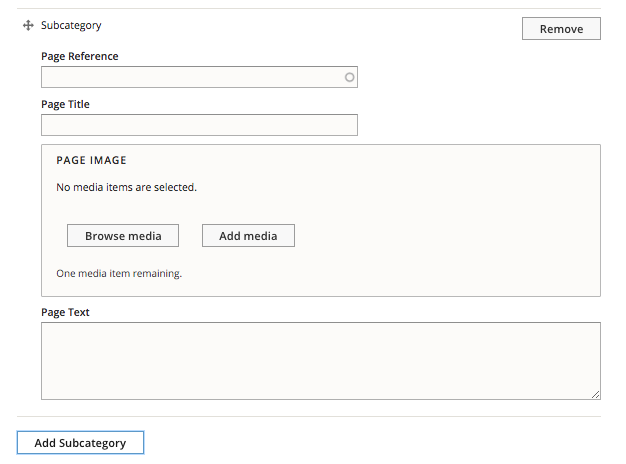 Subcategory
Remove
Page Reference
Page Title
PAGE IMAGE
No media items are selected.
Browse media
Add media
One media item remaining.
Page Text
Add Subcategory